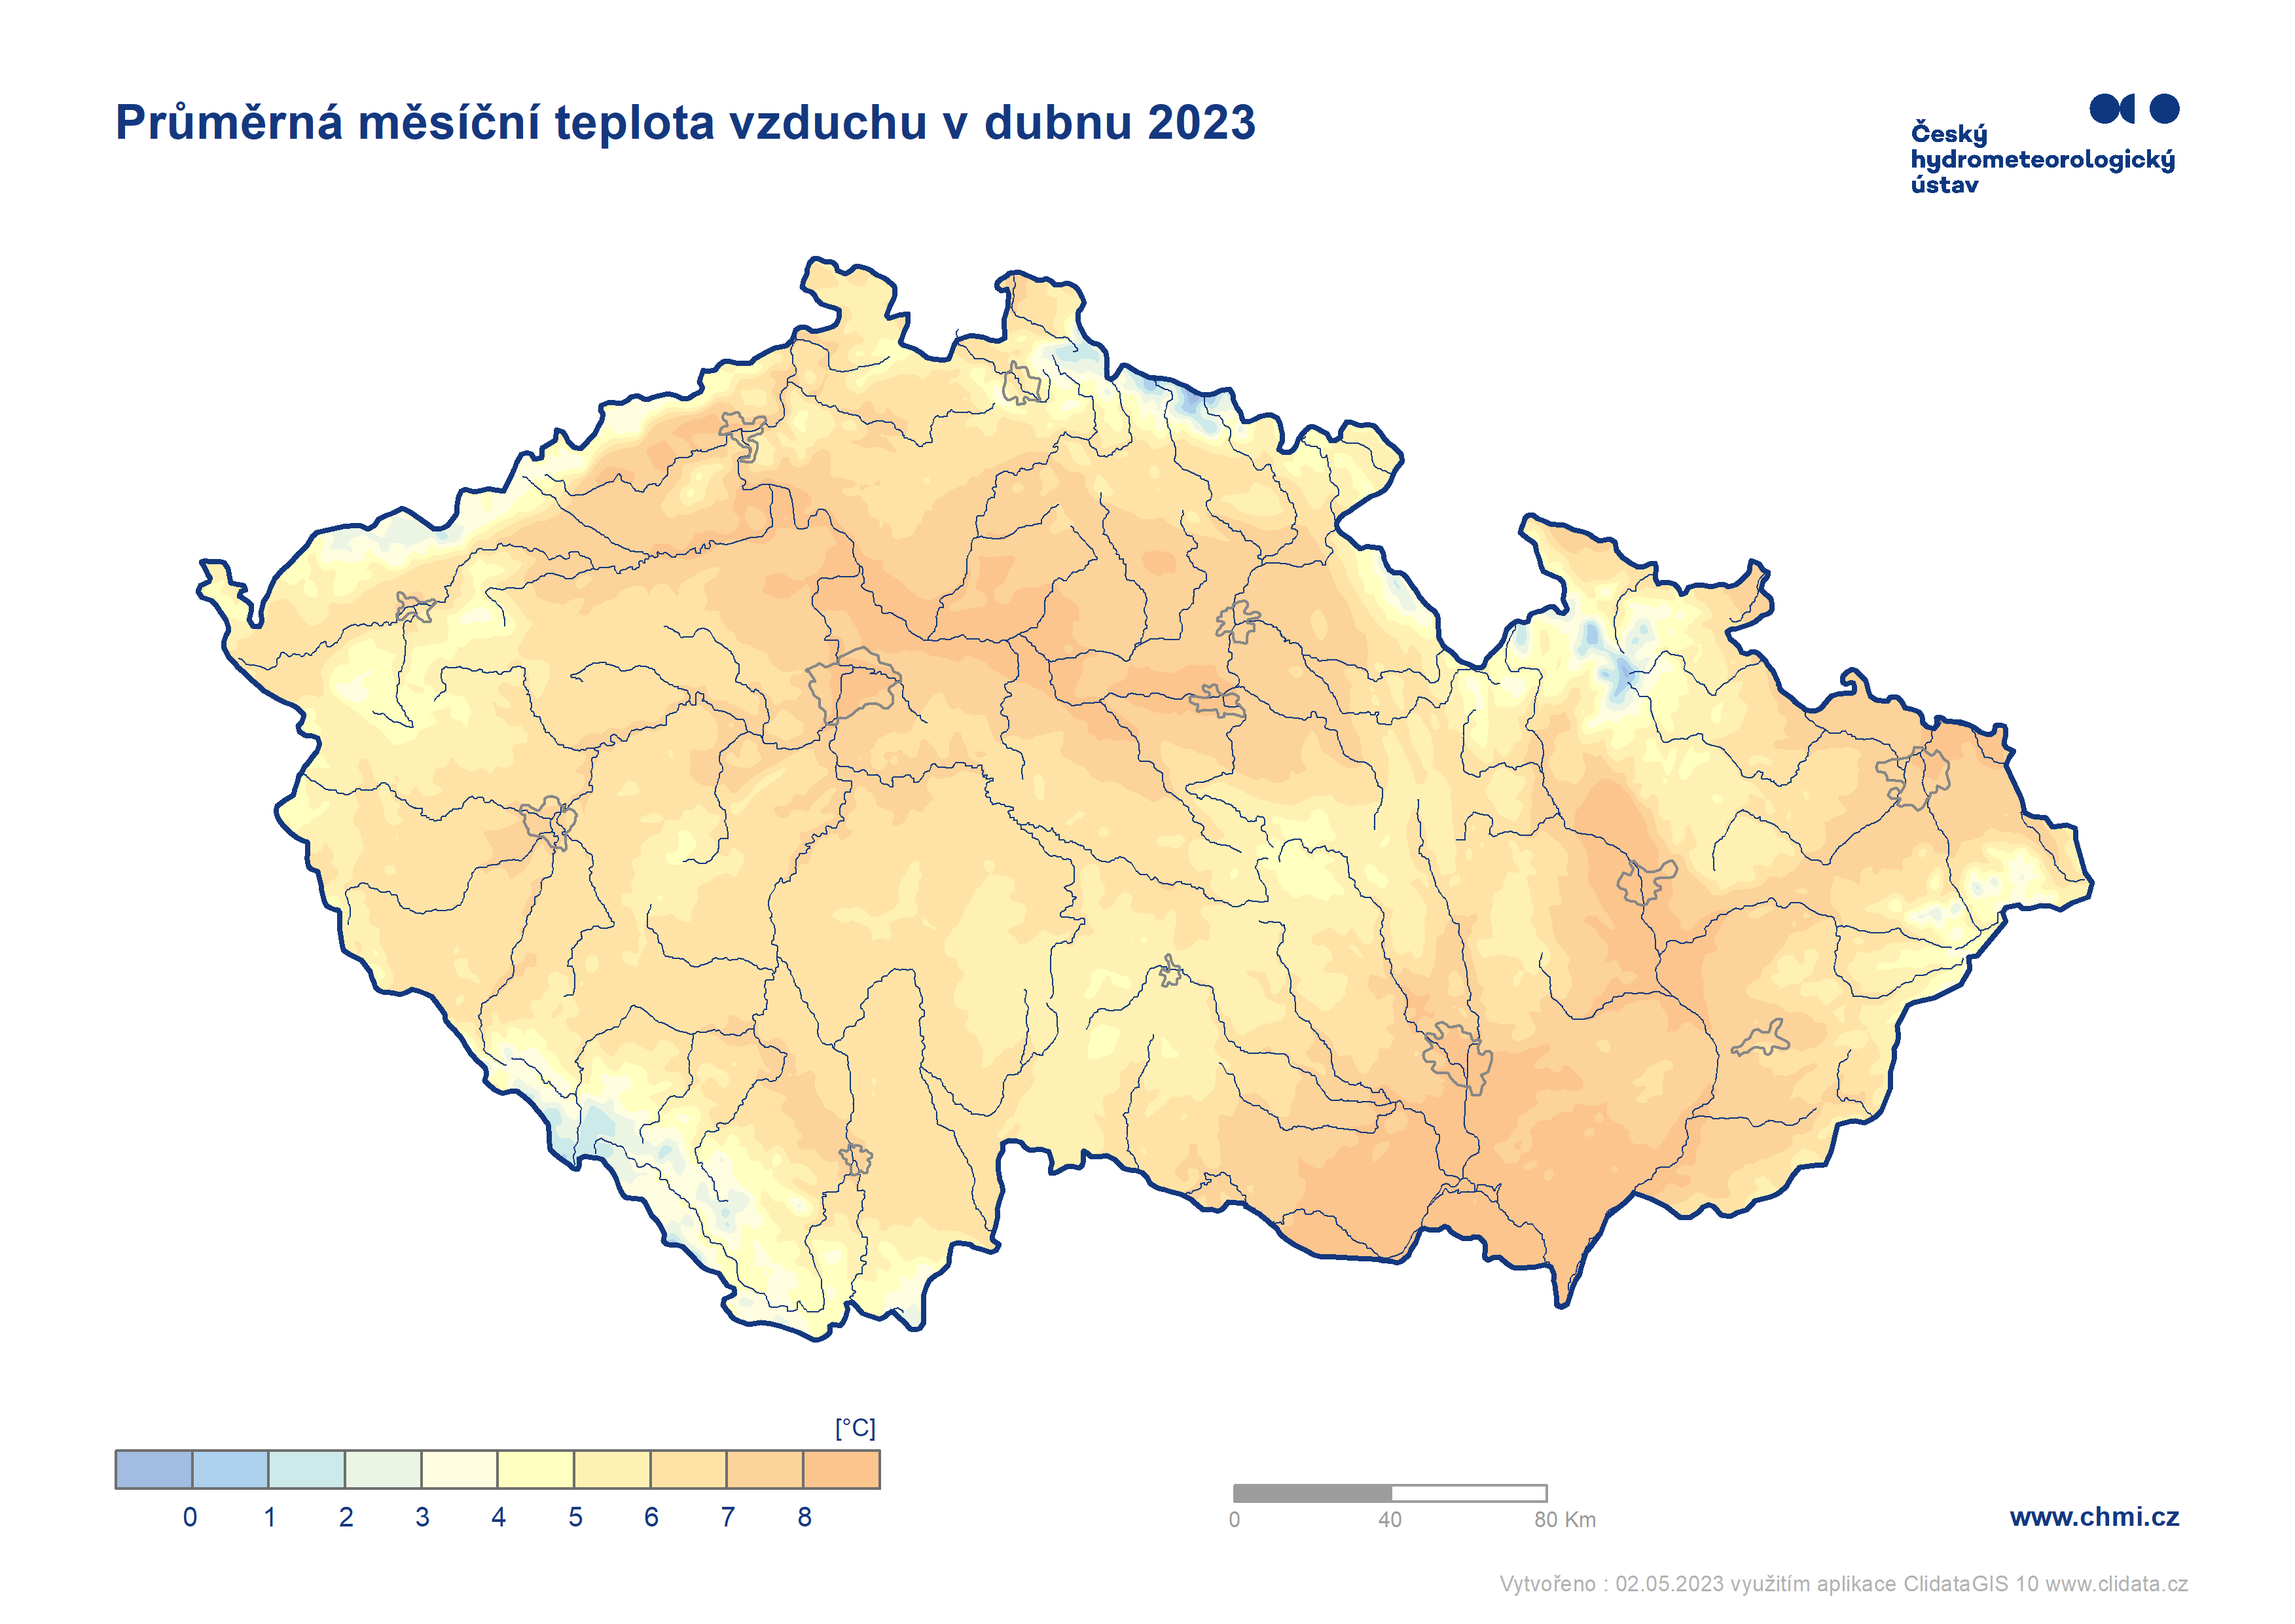 Průměrná měsíční teplota vzduchu v dubnu 2023
Český
hydrometeorologický
ústav
[°C]
0 1 2 3 4 5 6 7 8
0 40 80 Km
www.chmi.cz
Vytvořeno : 02.05.2023 využitím aplikace ClidataGIS 10 www.clidata.cz